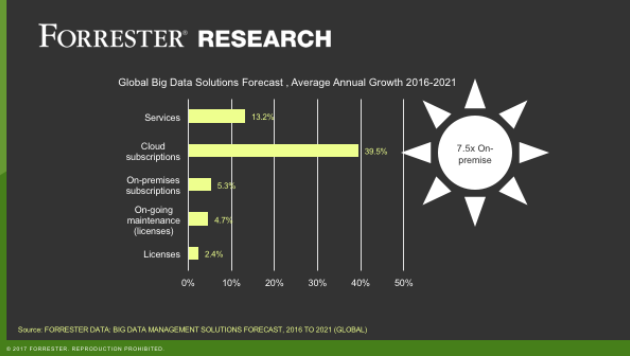 FORRESTER® RESEARCH
Global Big Data Solutions Forecast , Average Annual Growth 2016-2021
Services
13.2%
Cloud
subscriptions
39.5%
7.5x On-
premise
On-premises
subscriptions
5.3%
On-going
maintenance
(licenses)
4.7%
Licenses
2.4%
0% 10% 20% 30% 40% 50%
Source: FORRESTER DATA: BIG DATA MANAGEMENT SOLUTIONS FORECAST, 2016 TO 2021 (GLOBAL)
© 2017 FORRESTER. REPRODUCTION PROHIBITED.